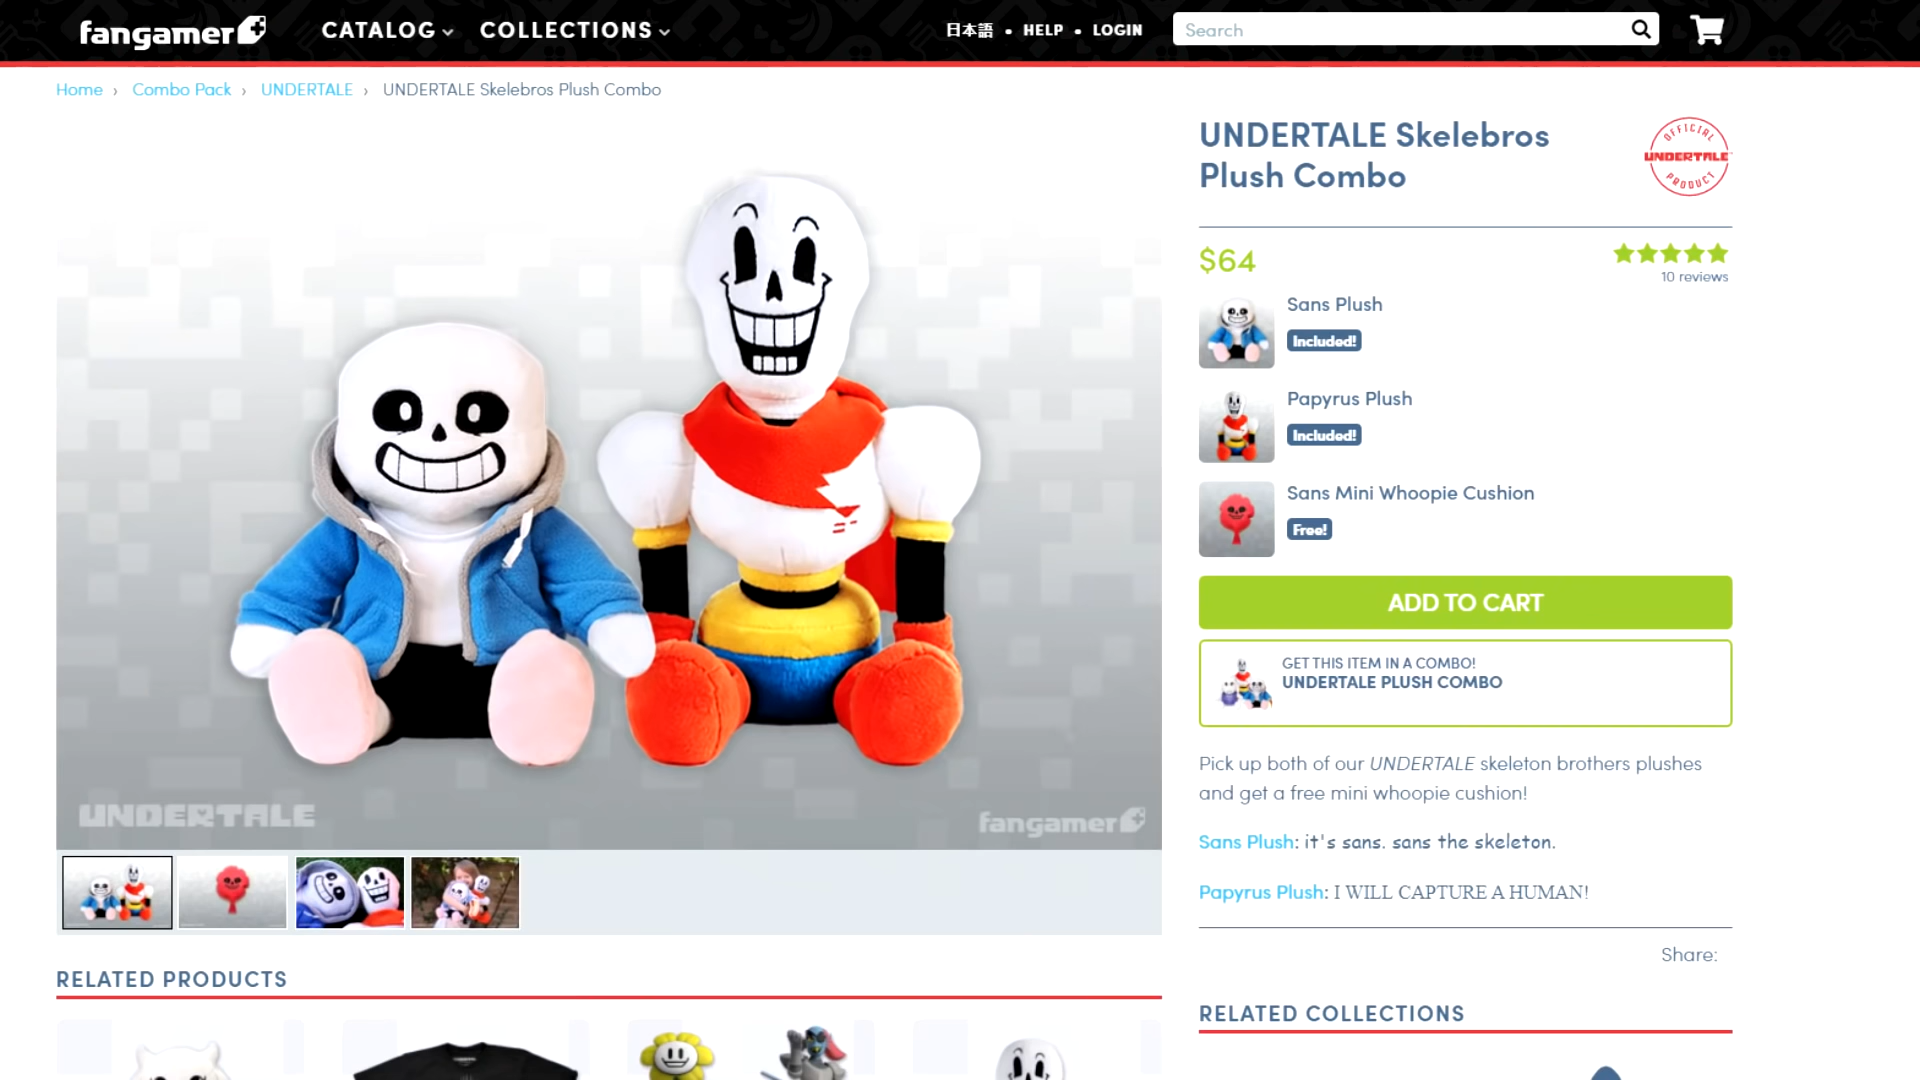 fangamer
CATALOG
COLLECTIONS
日本語 • HELP • LOGIN
Search
Home › Combo Pack › UNDERTALE › UNDERTALE Skelebros Plush Combo
UNDERTALE
fangamer
UNDERTALE Skelebros
Plush Combo
OFFICIAL
UNDERTALE
PRODUCT
$64
10 reviews
Sans Plush
Included!
Papyrus Plush
Included!
Sans Mini Whoopie Cushion
Free!
ADD TO CART
GET THIS ITEM IN A COMBO!
UNDERTALE PLUSH COMBO
Pick up both of our UNDERTALE skeleton brothers plushes
and get a free mini whoopie cushion!
Sans Plush: it's sans. sans the skeleton.
Papyrus Plush: I WILL CAPTURE A HUMAN!
Share:
RELATED PRODUCTS
RELATED COLLECTIONS